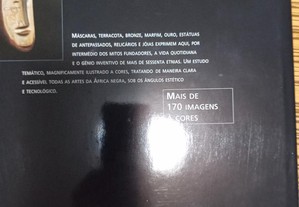 MÁSCARAS, TERRACOTA, BRONZE, MARFIM, OURO, ESTÁTUAS
DE ANTEPASSADOS, RELICÁRIOS E JÓIAS EXPRIMEM AQUI, POR
INTERMÉDIO DOS MITOS FUNDADORES, A VIDA QUOTIDIANA
E O GÉNIO INVENTIVO DE MAIS DE SESSENTA ETNIAS. UM ESTUDO
TEMÁTICO, MAGNIFICAMENTE ILUSTRADO A CORES, TRATANDO DE MANEIRA CLARA
E ACESSÍVEL TODAS AS ARTES DA ÁFRICA NEGRA, SOB OS ÂNGULOS ESTÉTICO
E TECNOLÓGICO.
MAIS DE
170 IMAGENS
A CORES